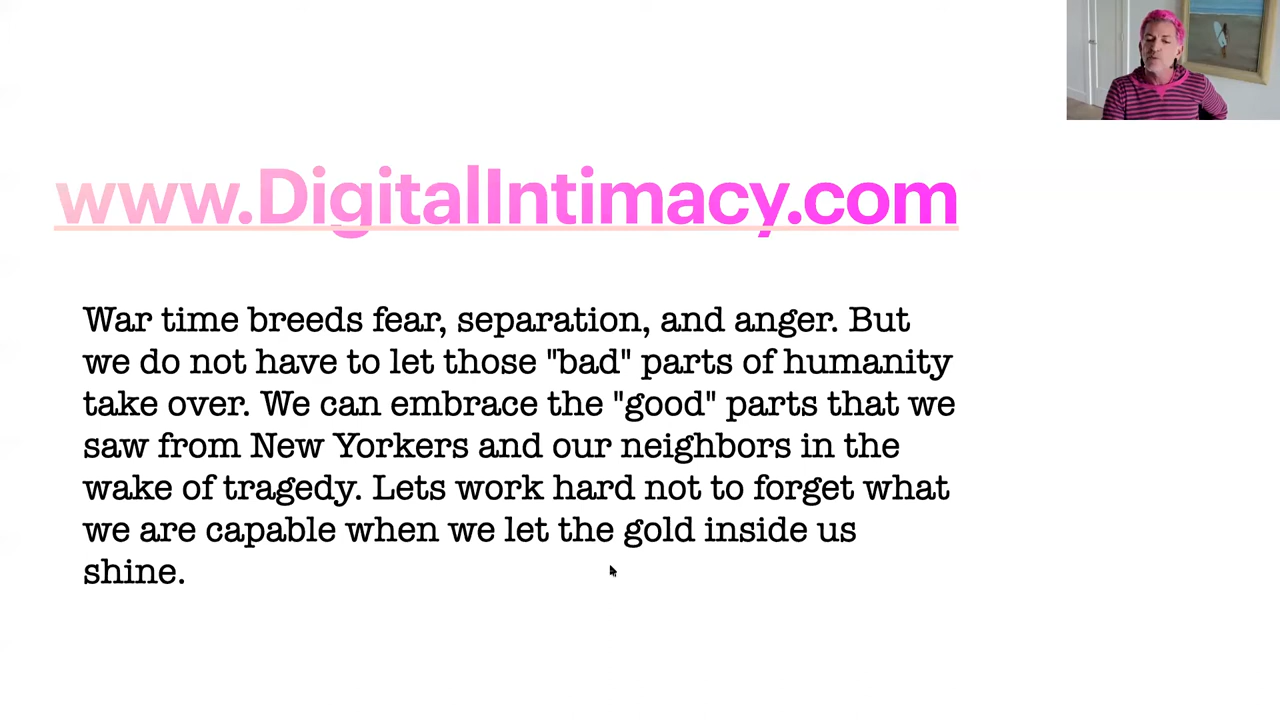 www.DigitalIntimacy.com
War time breeds fear, separation, and anger. But
we do not have to let those "bad" parts of humanity
take over. We can embrace the "good" parts that we
saw from New Yorkers and our neighbors in the
wake of tragedy. Lets work hard not to forget what
we are capable when we let the gold inside us
shine.